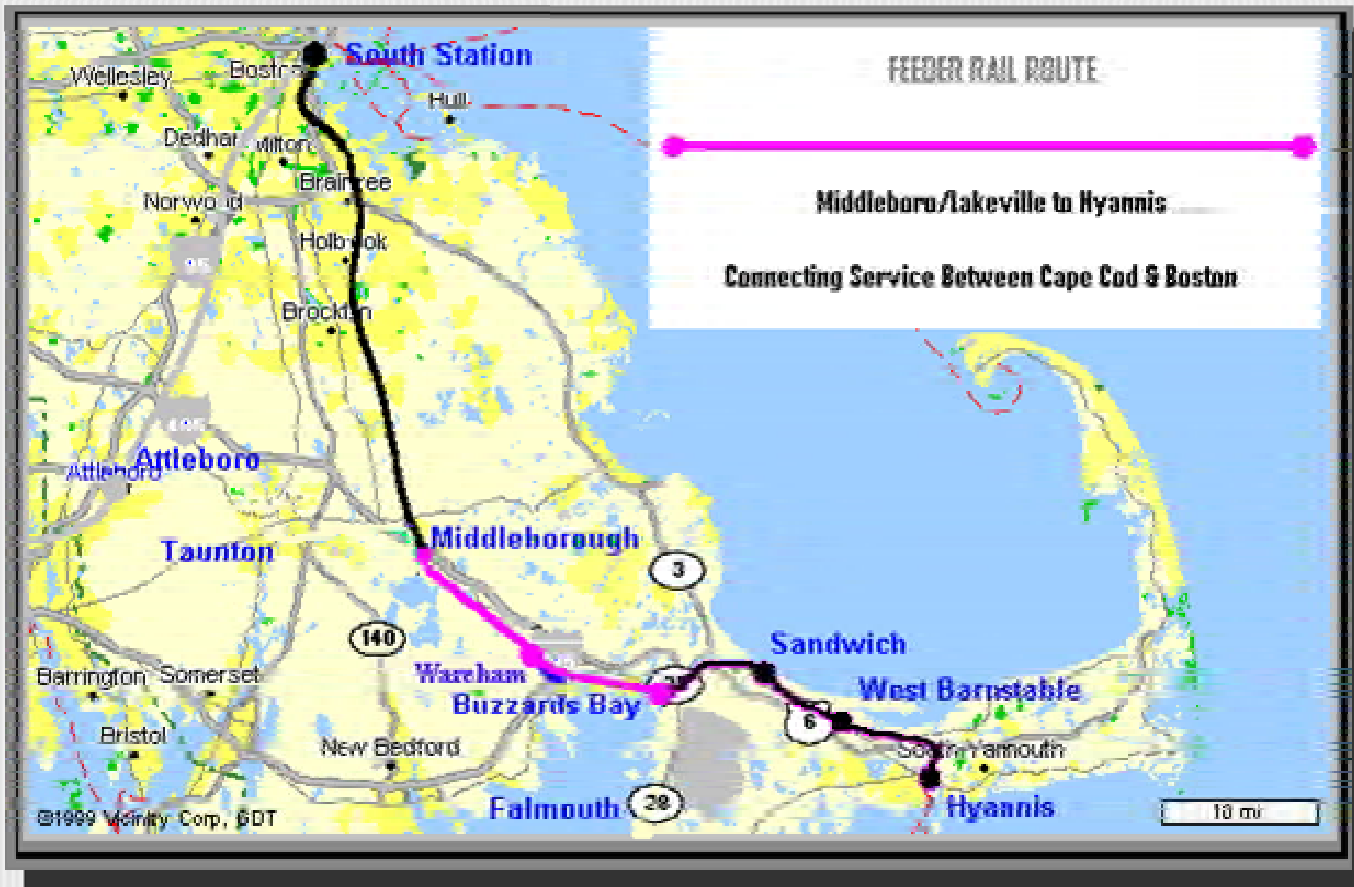 South Station
FEEDER RAIL ROUTE
Wellesley
Hull
Middleboro/Lakeville to Hyannis
Connecting Service Between Cape Cod & Boston
Dedham
Milton
Braintree
Norwood
Holbrook
95
Brockton
495
Attleboro
Attleboro
Middleborough
Taunton
3
140
Sandwich
Wareham
Barrington
Somerset
West Barnstable
Buzzards Bay
6
Bristol
New Bedford
South Yarmouth
Falmouth
28
Hyannis
©1999 Vicinity Corp, GDT
10 mi